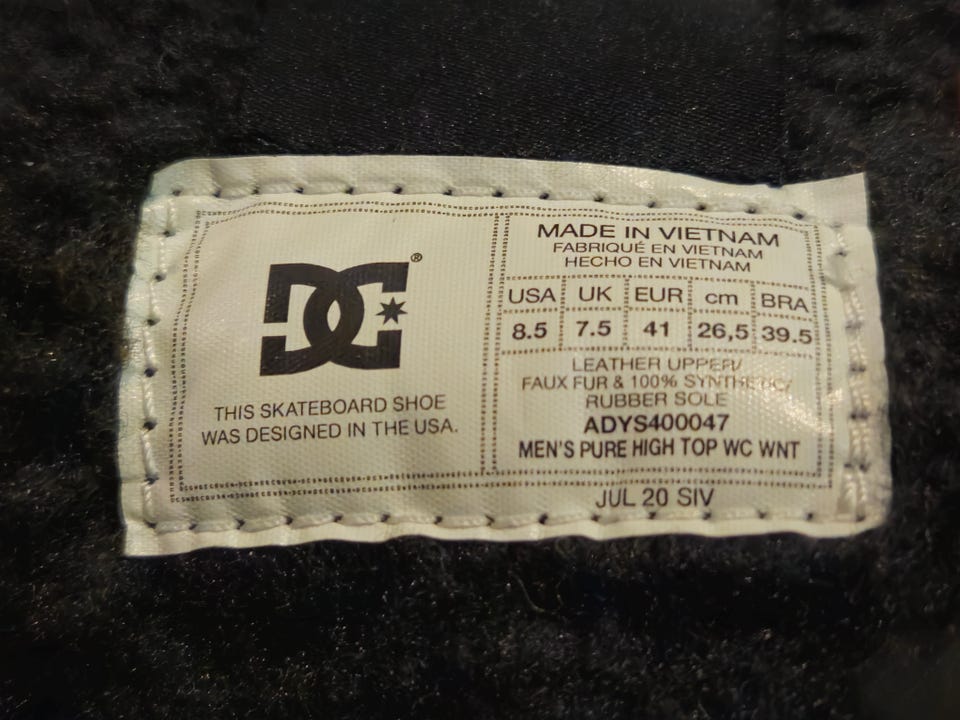 DC®
THIS SKATEBOARD SHOE
WAS DESIGNED IN THE USA.
MADE IN VIETNAM
FABRIQUÉ EN VIETNAM
HECHO EN VIETNAM
USA UK EUR cm BRA
8.5 7.5 41 26,5 39.5
LEATHER UPPER/
FAUX FUR & 100% SYNTHETIC/
RUBBER SOLE
ADYS400047
MEN'S PURE HIGH TOP WC WNT
JUL 20 SIV